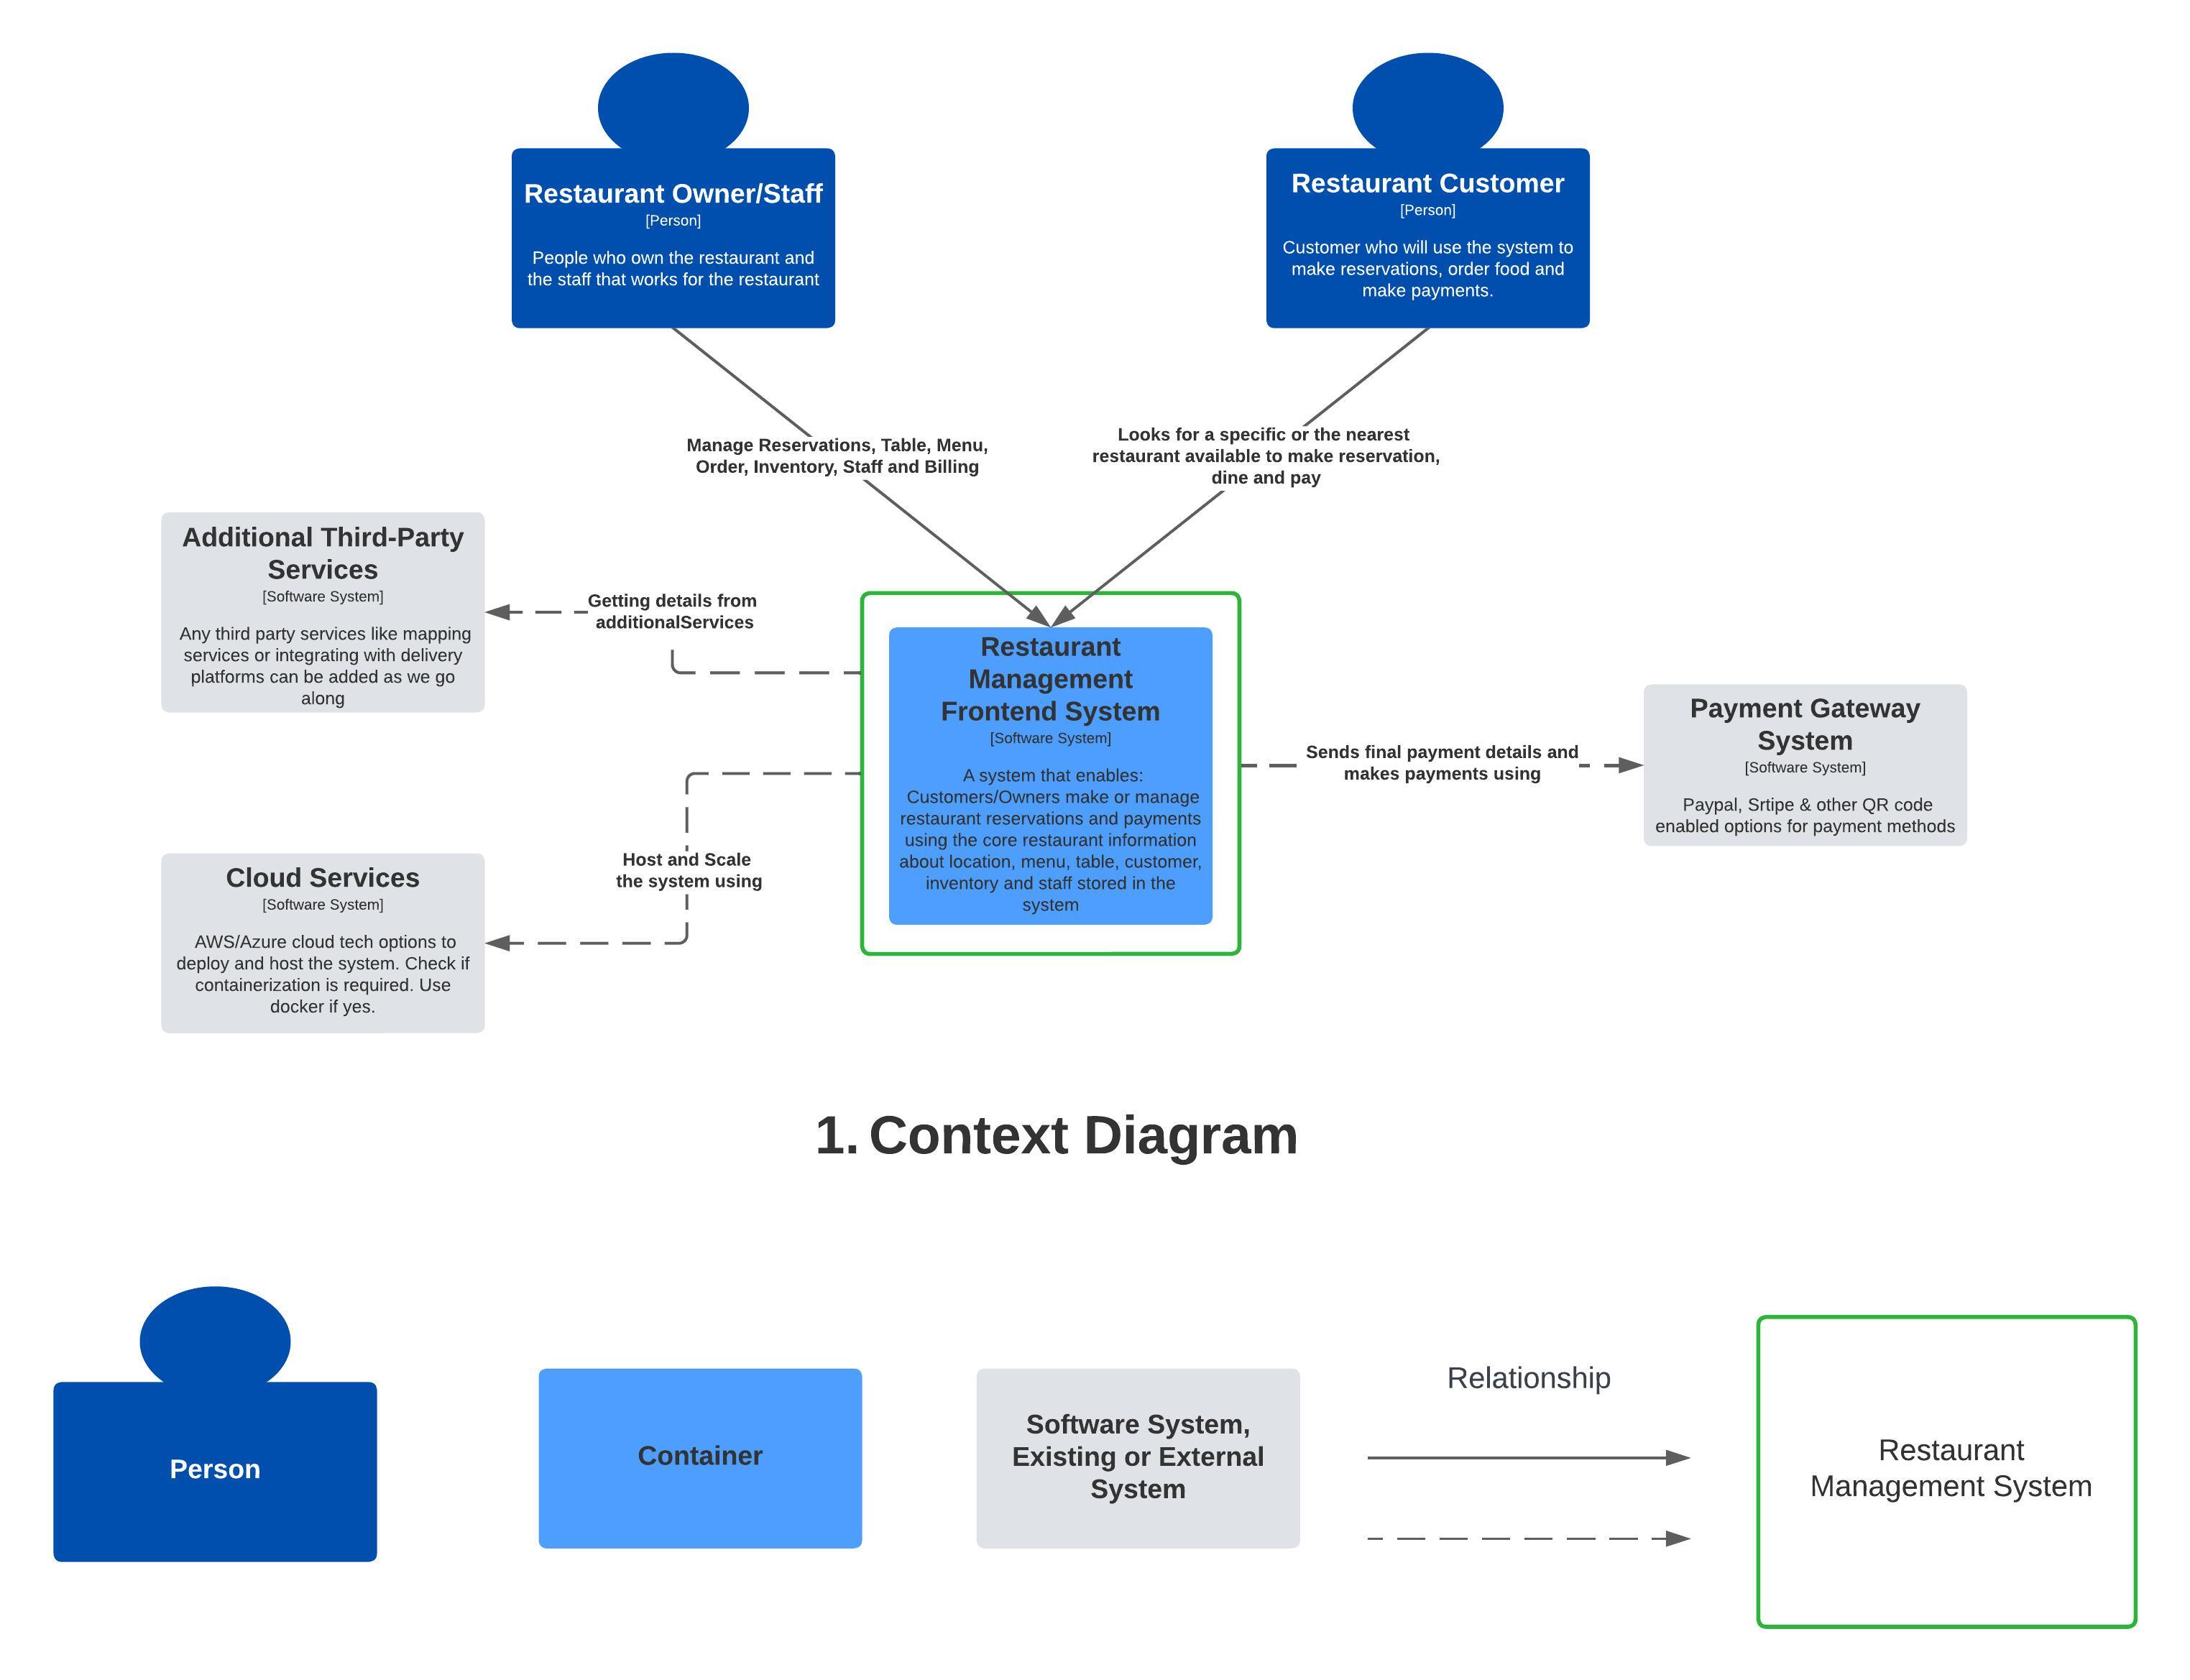 Restaurant Owner/Staff
[Person]
People who own the restaurant and
the staff that works for the restaurant
Restaurant Customer
[Person]
Customer who will use the system to
make reservations, order food and
make payments.
Manage Reservations, Table, Menu,
Order, Inventory, Staff and Billing
Looks for a specific or the nearest
restaurant available to make reservation,
dine and pay
Additional Third-Party
Services
[Software System]
Any third party services like mapping
services or integrating with delivery
platforms can be added as we go
along
Getting details from
additionalServices
Restaurant
Management
Frontend System
[Software System]
A system that enables:
Customers/Owners make or manage
restaurant reservations and payments
using the core restaurant information
about location, menu, table, customer,
inventory and staff stored in the
system
Sends final payment details and
makes payments using
Payment Gateway
System
[Software System]
Paypal, Srtipe & other QR code
enabled options for payment methods
Host and Scale
the system using
Cloud Services
[Software System]
AWS/Azure cloud tech options to
deploy and host the system. Check if
containerization is required. Use
docker if yes.
1. Context Diagram
Person
Container
Software System,
Existing or External
System
Relationship
Restaurant
Management System